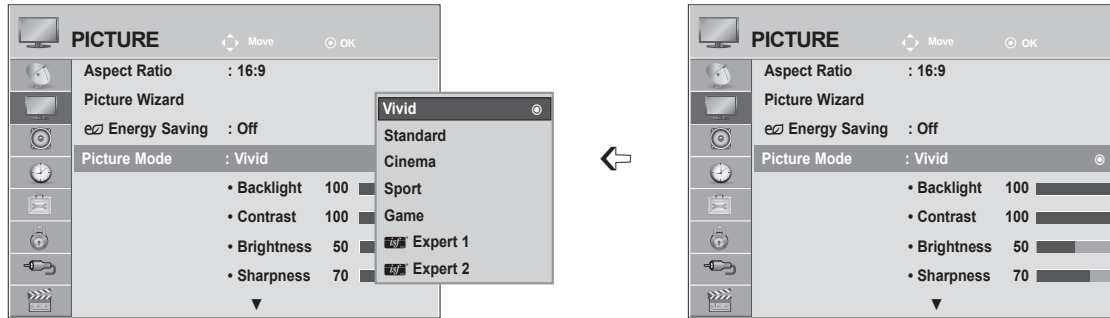 PICTURE Move OK
Aspect Ratio : 16:9
Picture Wizard
Energy Saving : Off
Picture Mode : Vivid
• Backlight 100
• Contrast 100
• Brightness 50
• Sharpness 70
▼
Vivid
Standard
Cinema
Sport
Game
isf Expert 1
isf Expert 2
PICTURE Move OK
Aspect Ratio : 16:9
Picture Wizard
Energy Saving : Off
Picture Mode : Vivid
• Backlight 100
• Contrast 100
• Brightness 50
• Sharpness 70
▼